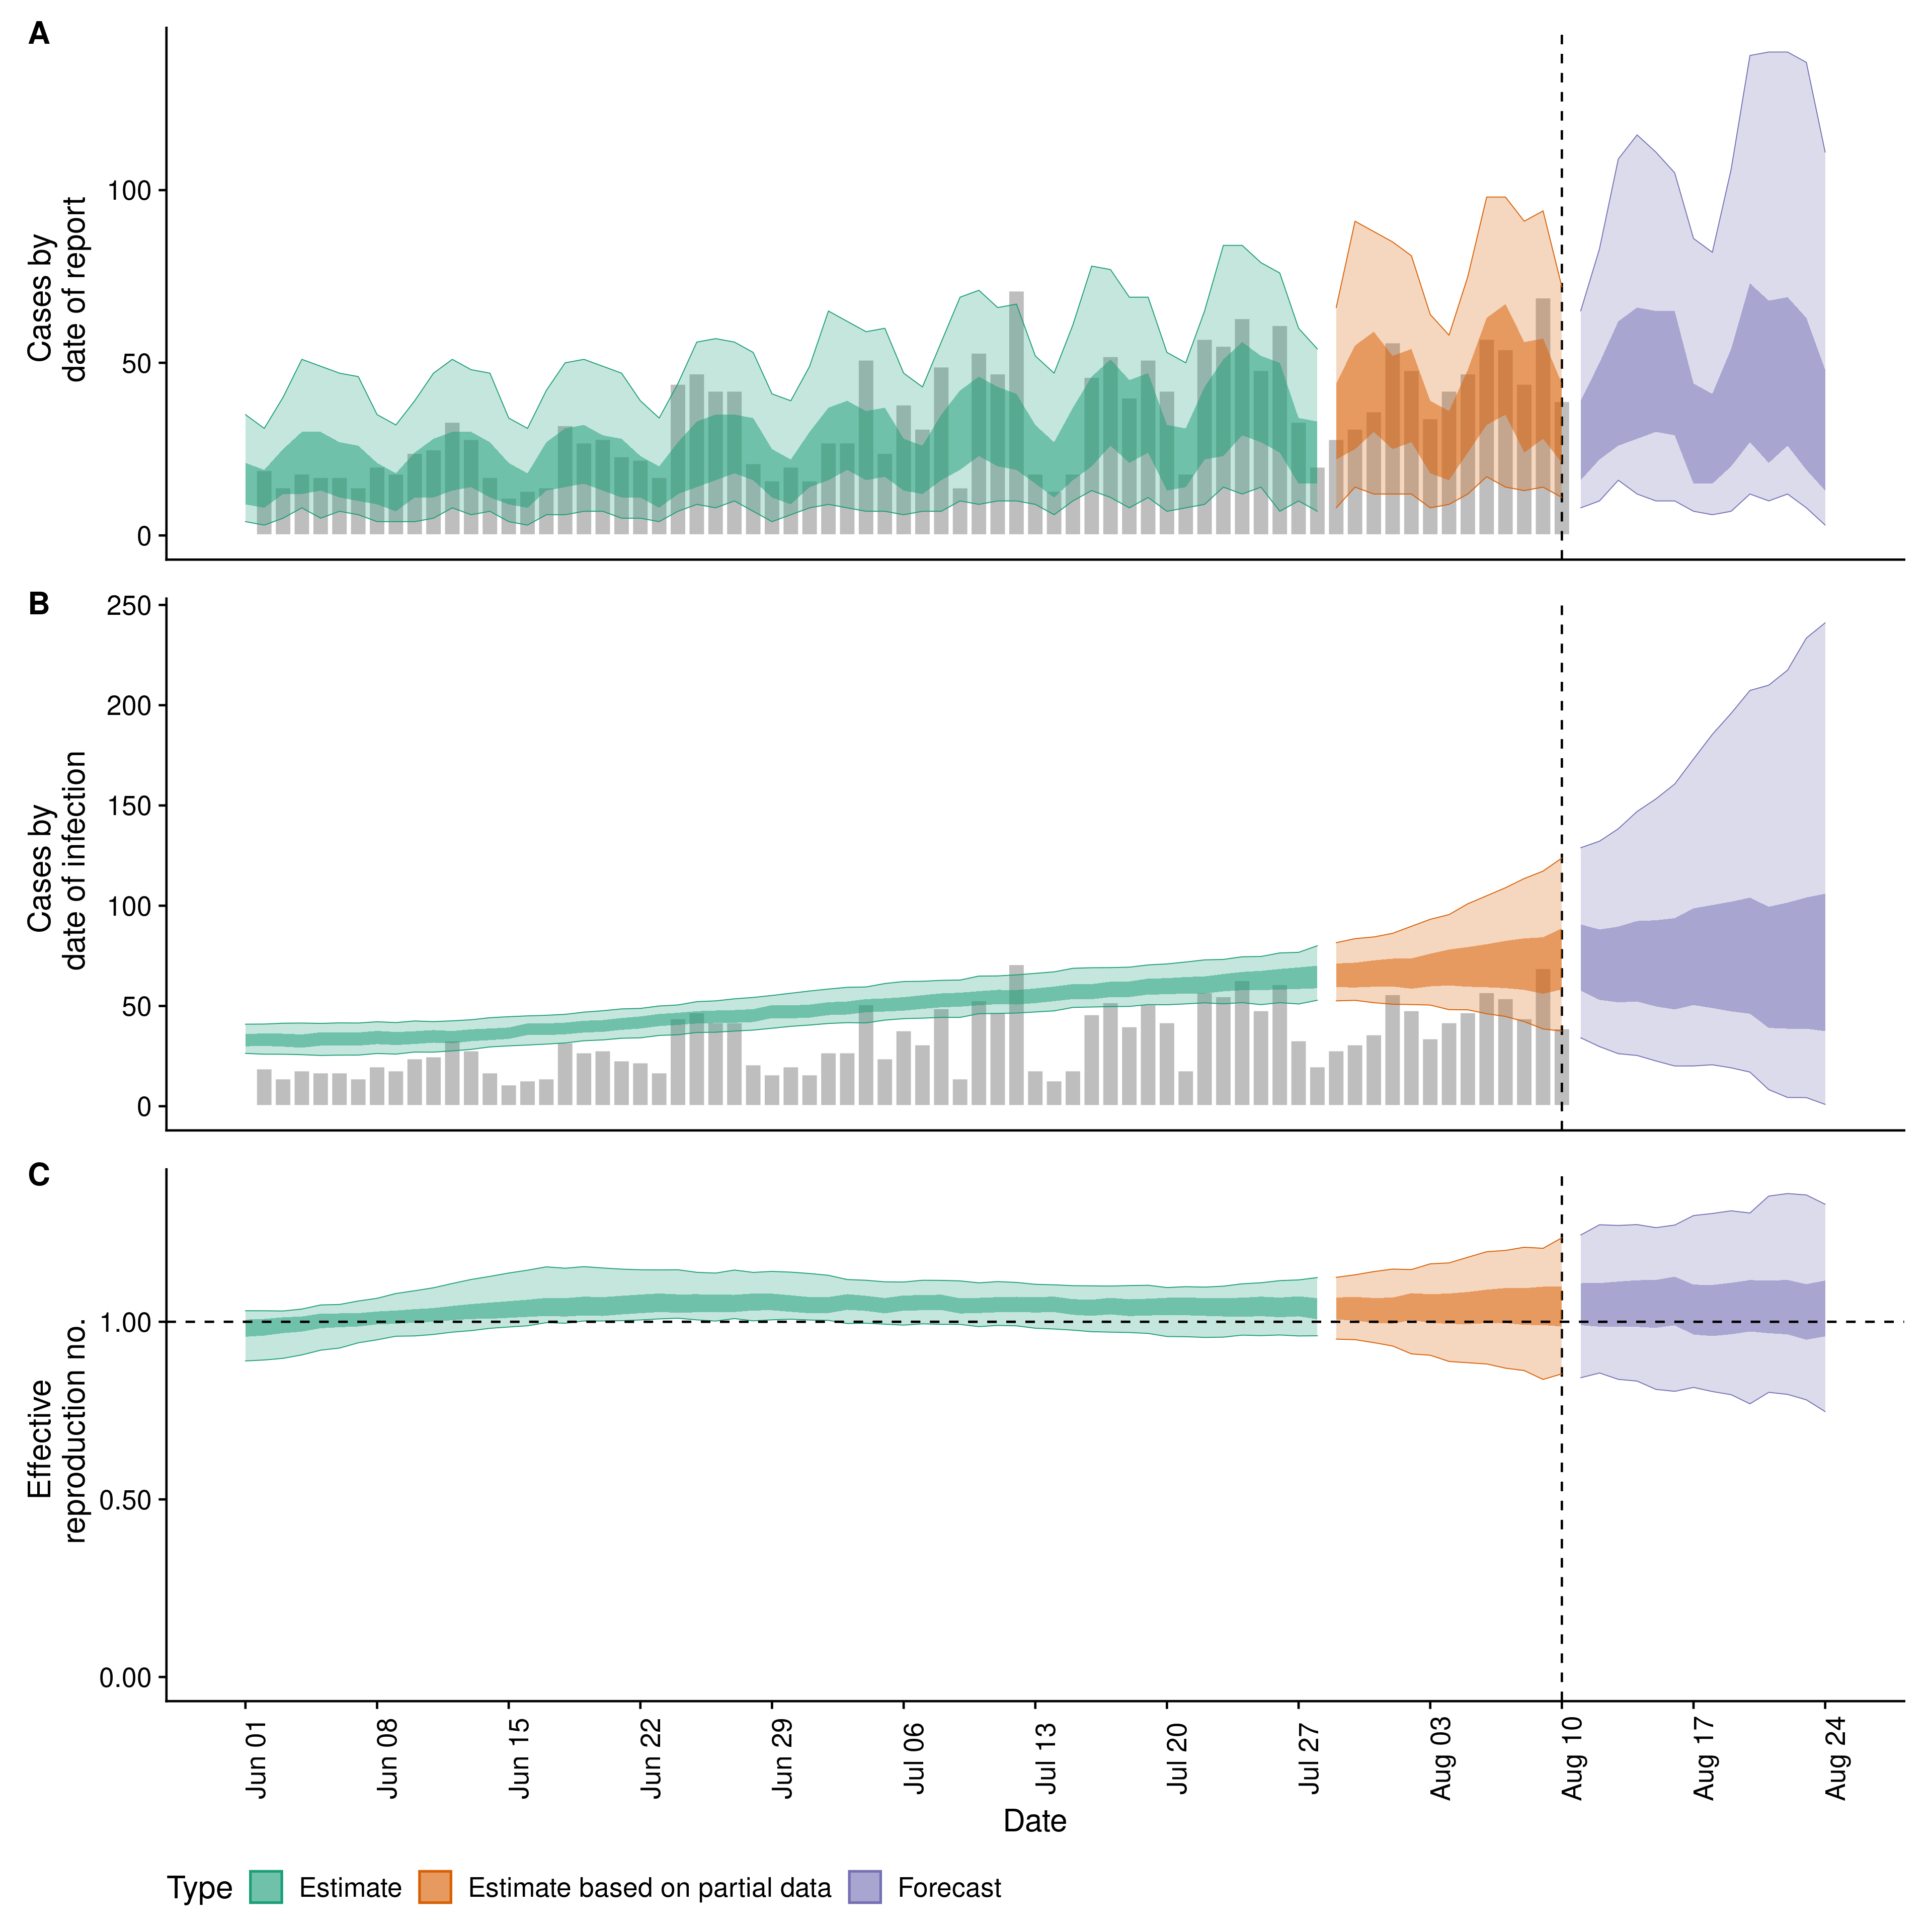 A
Cases by
date of report
100
50
0
B
Cases by
date of infection
250
200
150
100
50
0
C
Effective
reproduction no.
1.00
0.50
0.00
Jun 01
Jun 08
Jun 15
Jun 22
Jun 29
Jul 06
Jul 13
Jul 20
Jul 27
Aug 03
Aug 10
Aug 17
Aug 24
Date
Type Estimate Estimate based on partial data Forecast